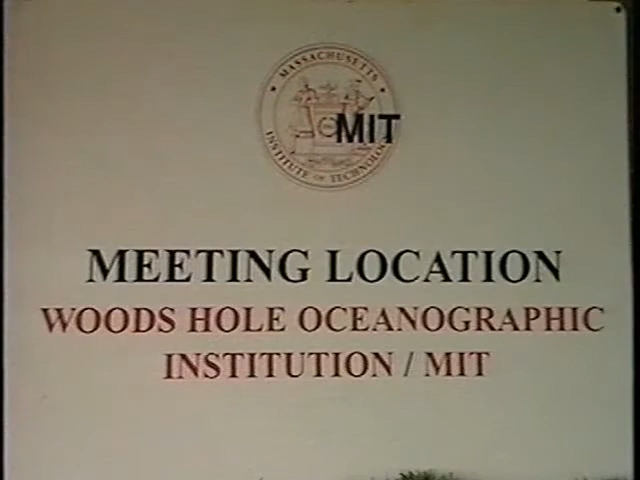 MASSACHUSETTS
INSTITUTE OF TECHNOLOGY
MIT
MEETING LOCATION
WOODS HOLE OCEANOGRAPHIC
INSTITUTION / MIT